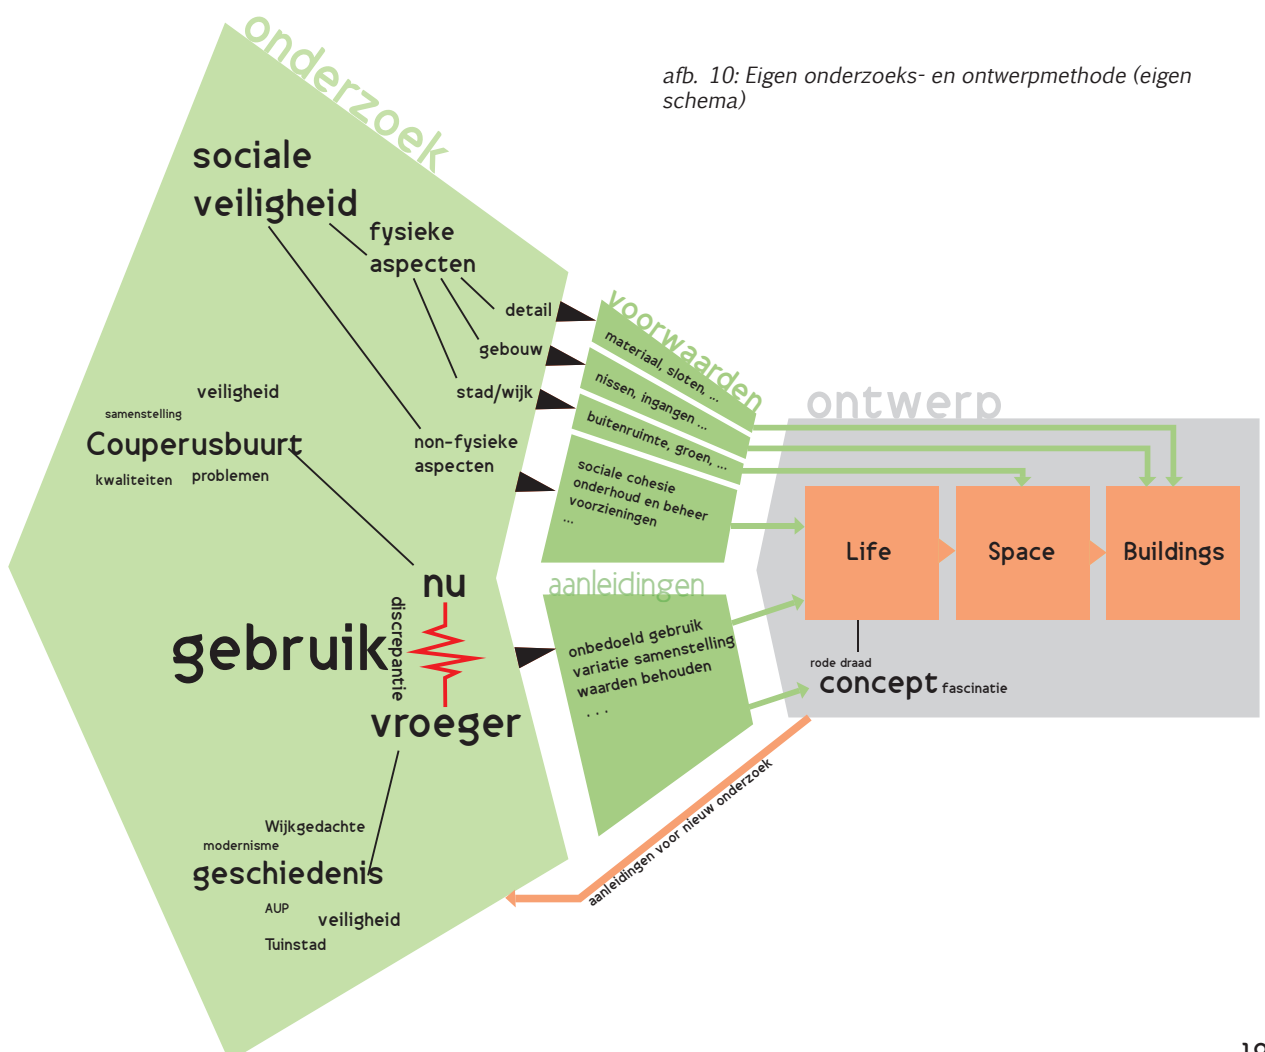 afb. 10: Eigen onderzoeks- en ontwerpmethode (eigen
schema)
onderzoek
sociale
veiligheid
fysieke
aspecten
detail
gebouw
stad/wijk
non-fysieke
aspecten
veiligheid
samenstelling
Couperusbuurt
kwaliteiten
problemen
nu
discrepantie
gebruik
vroeger
Wijkgedachte
modernisme
geschiedenis
AUP
veiligheid
Tuinstad
voorwaarden
materiaal, sloten, ...
nissen, ingangen ...
buitenruimte, groen, ...
sociale cohesie
onderhoud en beheer
voorzieningen
...
aanleidingen
onbedoeld gebruik
variatie samenstelling
waarden behouden
. . .
ontwerp
Life
Space
Buildings
rode draad
concept fascinatie
aanleidingen voor nieuw onderzoek